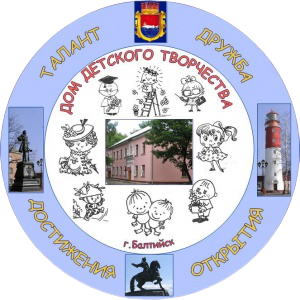 ТАЛАНТ
ДРУЖБА
ДОМ ДЕТСКОГО ТВОРЧЕСТВА
ДОСТИЖЕНИЯ
ОТКРЫТИЯ
г.Балтийск